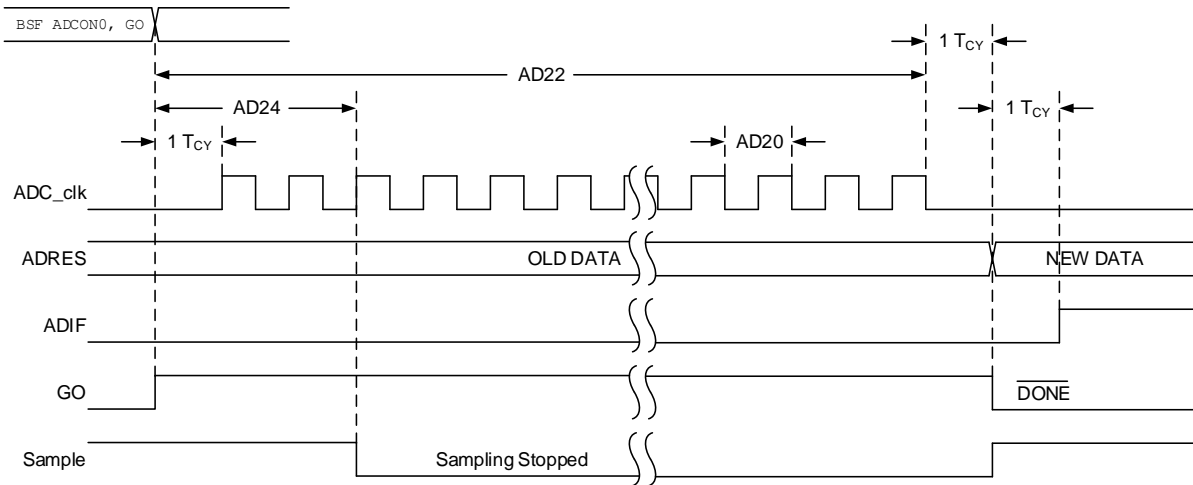 BSF ADCON0, GO
1 TCY
AD22
AD24
1 TCY
1 TCY
AD20
ADC_clk
ADRES
OLD DATA
NEW DATA
ADIF
GO
DONE
Sample
Sampling Stopped